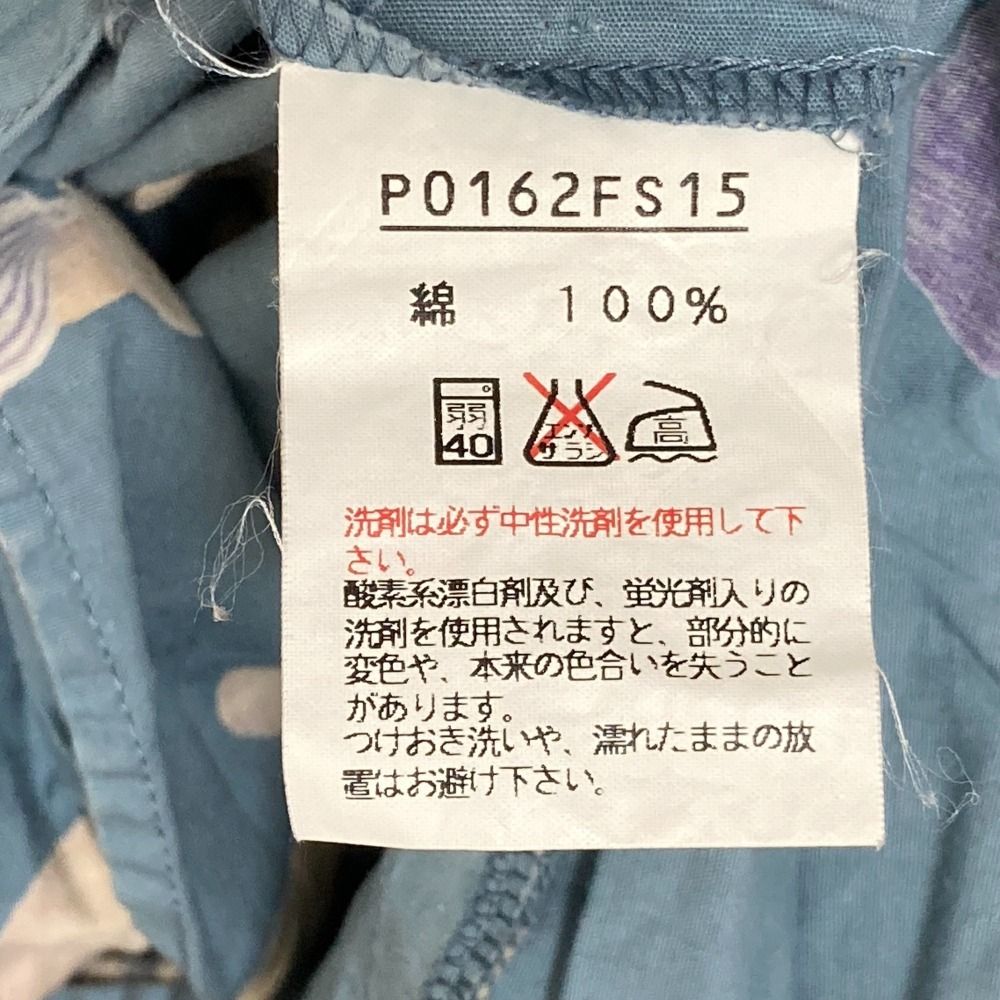 P0162FS15
綿 100%
弱 エンソ 高
40 サラシ
洗剤は必ず中性洗剤を使用して下
さい。
酸素系漂白剤及び、蛍光剤入りの
洗剤を使用されますと、部分的に
変色や、本来の色合いを失うこと
があります。
つけおき洗いや、濡れたままの放
置はお避け下さい。